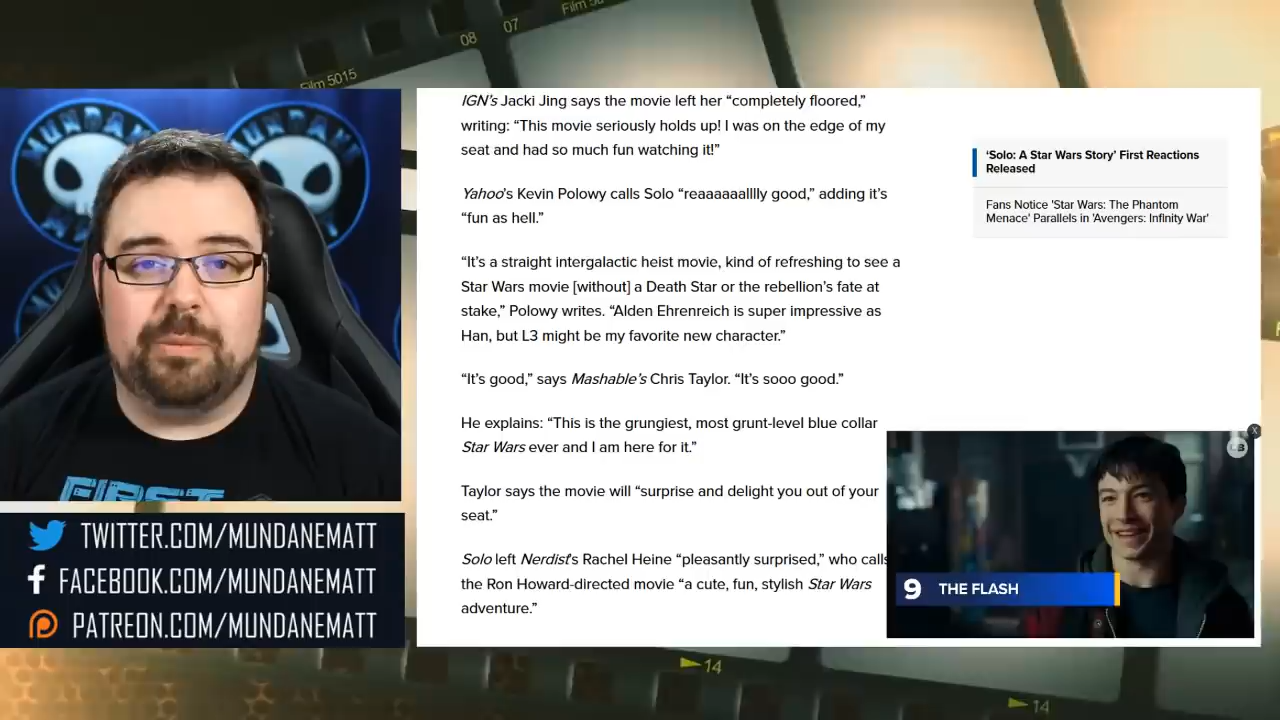 Film 5015
08
07
MUNDANE
MATT
MUNDANE
MATT
FIRST
TWITTER.COM/MUNDANEMATT
FACEBOOK.COM/MUNDANEMATT
PATREON.COM/MUNDANEMATT
IGN's Jacki Jing says the movie left her “completely floored,”
writing: “This movie seriously holds up! I was on the edge of my
seat and had so much fun watching it!”
Yahoo's Kevin Polowy calls Solo “reaaaaaalllly good,” adding it’s
“fun as hell.”
“It’s a straight intergalactic heist movie, kind of refreshing to see a
Star Wars movie [without] a Death Star or the rebellion’s fate at
stake,” Polowy writes. “Alden Ehrenreich is super impressive as
Han, but L3 might be my favorite new character.”
“It’s good,” says Mashable’s Chris Taylor. “It’s sooo good.”
He explains: “This is the grungiest, most grunt-level blue collar
Star Wars ever and I am here for it.”
Taylor says the movie will “surprise and delight you out of your
seat.”
Solo left Nerdist's Rachel Heine “pleasantly surprised,” who calls
the Ron Howard-directed movie “a cute, fun, stylish Star Wars
adventure.”
‘Solo: A Star Wars Story’ First Reactions
Released
Fans Notice 'Star Wars: The Phantom
Menace' Parallels in 'Avengers: Infinity War'
X
9 THE FLASH
14
14